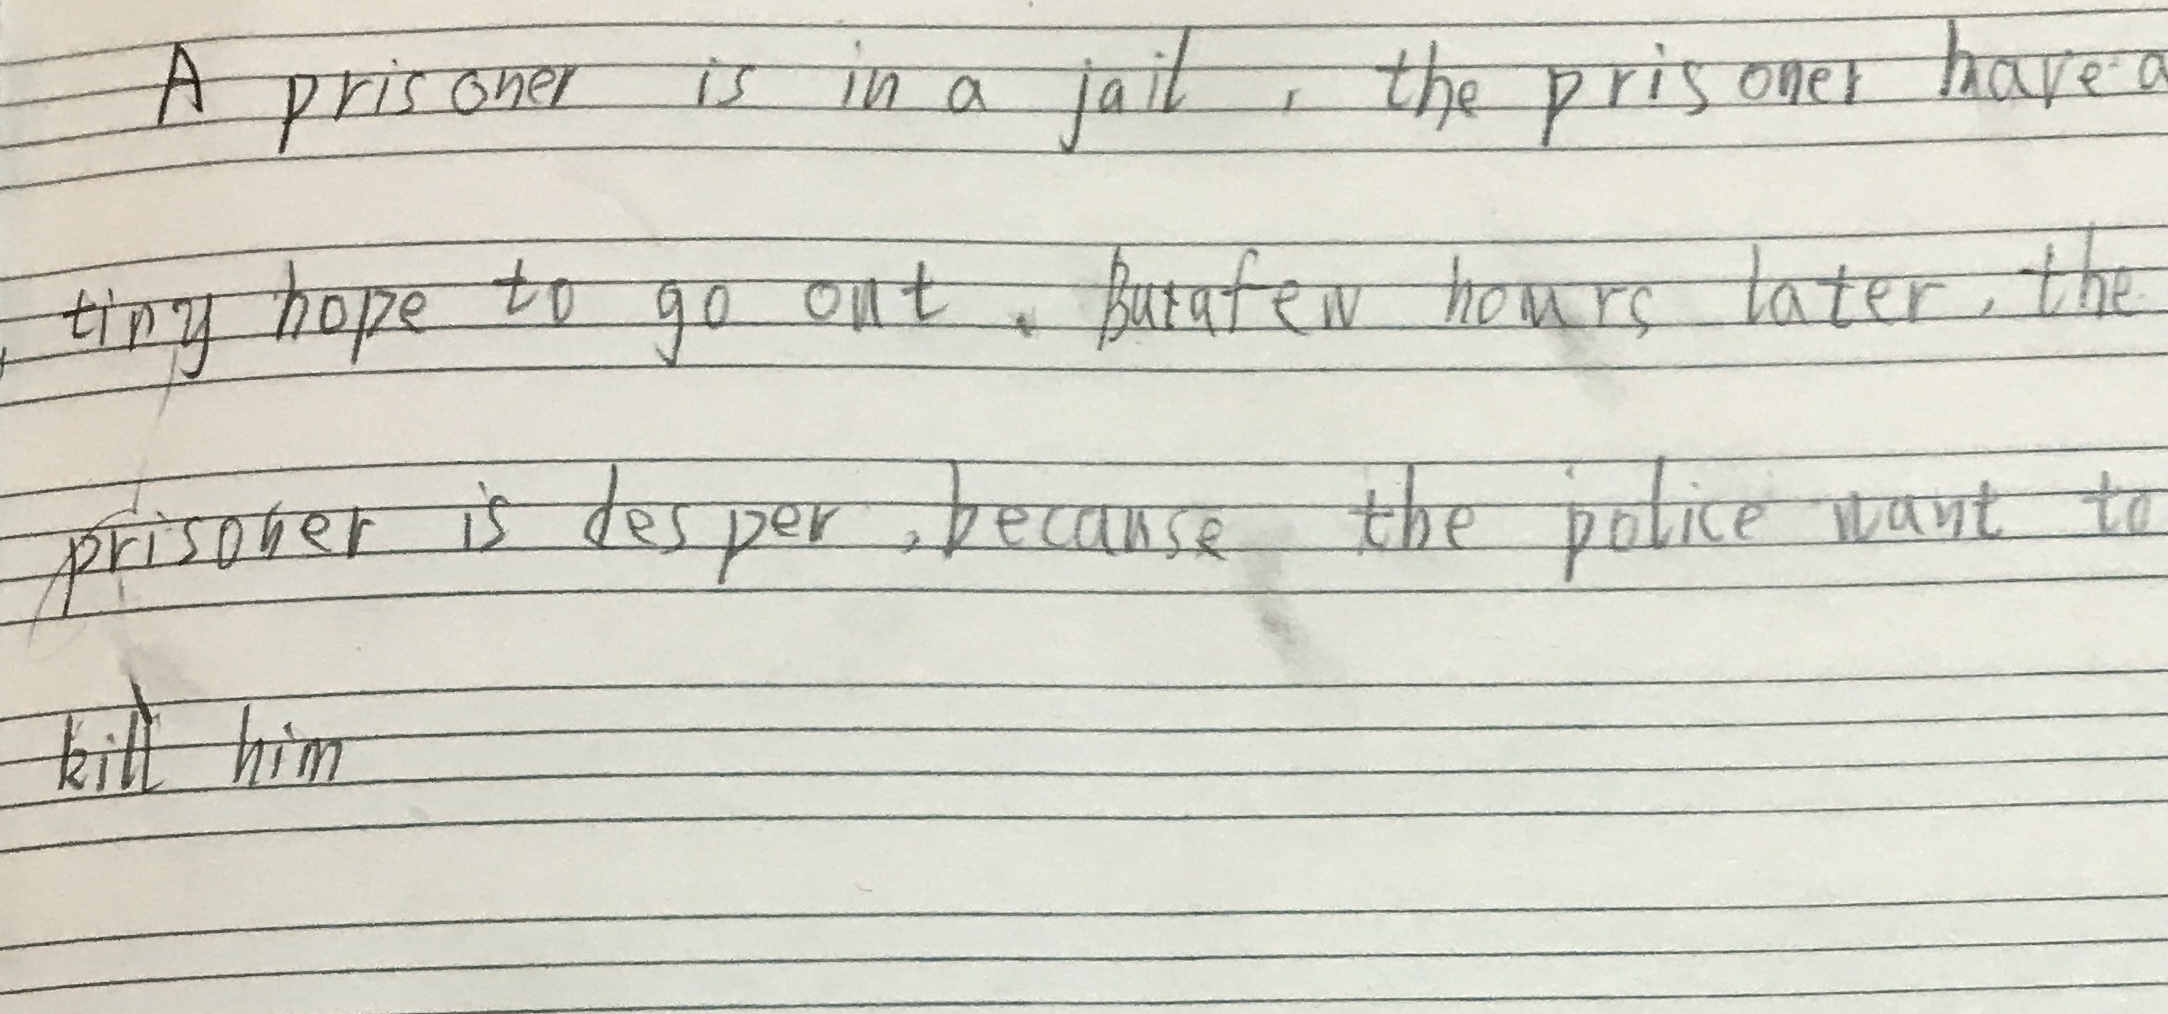 A prisoner is in a jail, the prisoner have a
tiny hope to go out. But a few hours later, the
prisoner is desper, because the police want to
kill him